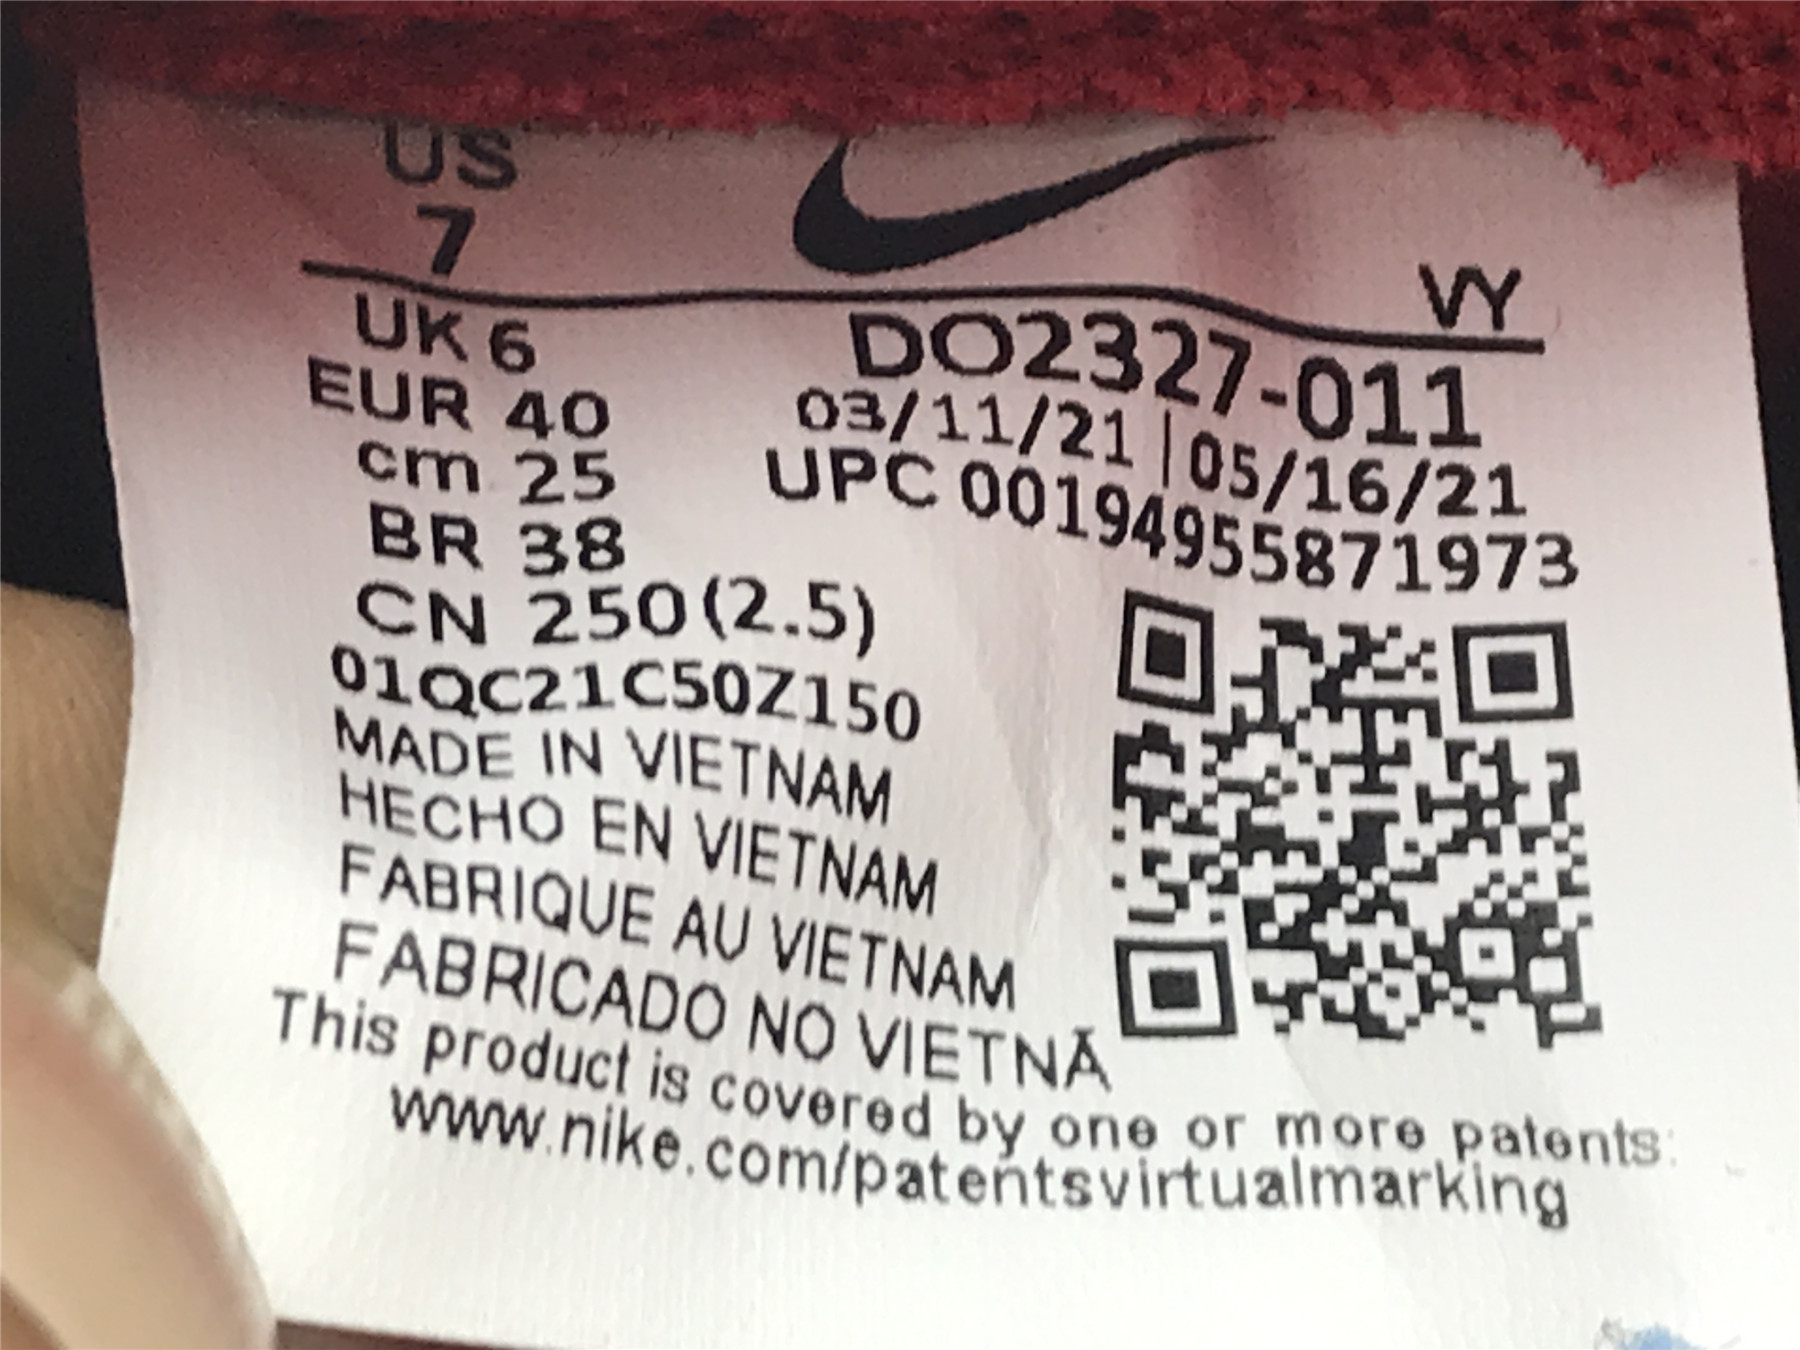 US
7
VY
UK 6
EUR 40
cm 25
BR 38
CN 250(2.5)
DO2327-011
03/11/21 | 05/16/21
UPC 00194955871973
01QC21C50Z150
MADE IN VIETNAM
HECHO EN VIETNAM
FABRIQUE AU VIETNAM
FABRICADO NO VIETNÃ
This product is covered by one or more patents:
www.nike.com/patentsvirtualmarking